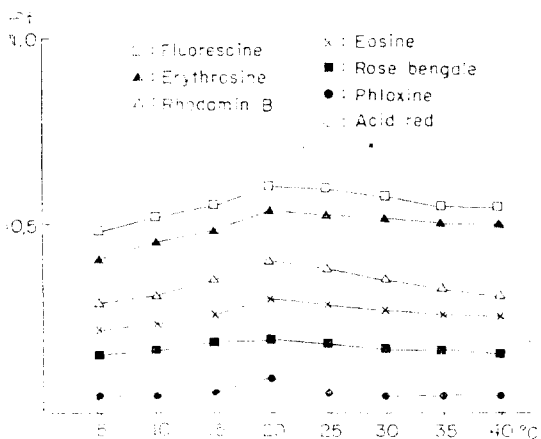 Rf
1.0
□ : Fluorescine
▲ : Erythrosine
△ : Rhodamin B
× : Eosine
■ : Rose bengale
● : Phloxine
: Acid red
0.5
5 10 15 20 25 30 35 40 °C